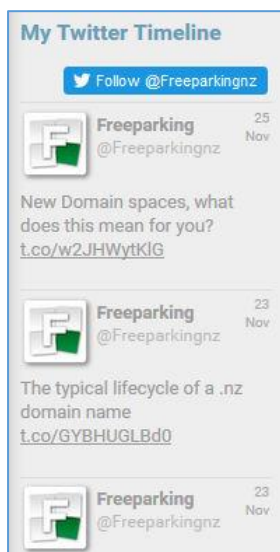 My Twitter Timeline
Follow @Freeparkingnz
Freeparking 25
@Freeparkingnz Nov
New Domain spaces, what
does this mean for you?
t.co/w2JHWytKlG
Freeparking 23
@Freeparkingnz Nov
The typical lifecycle of a .nz
domain name
t.co/GYBHUGLBd0
Freeparking 23
@Freeparkingnz Nov